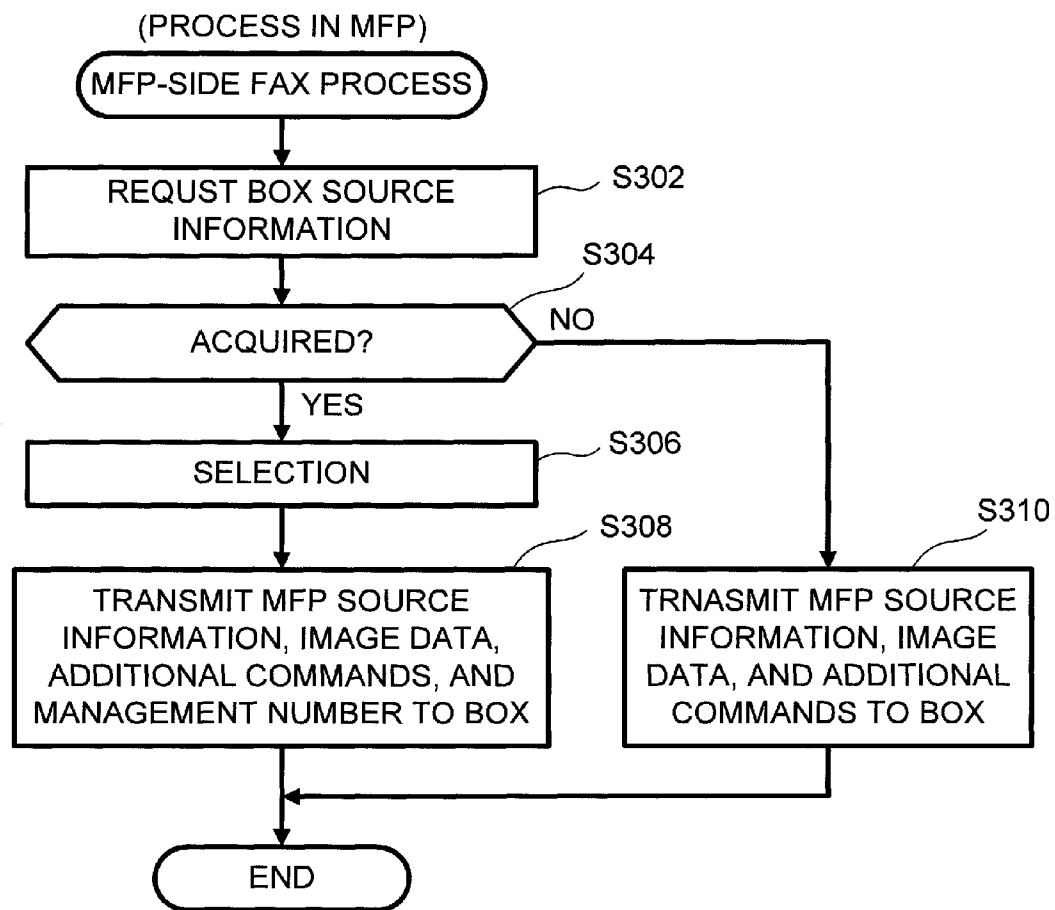 (PROCESS IN MFP)
MFP-SIDE FAX PROCESS
REQUST BOX SOURCE
INFORMATION
S302
S304
ACQUIRED?
NO
YES
SELECTION
S306
S308
TRANSMIT MFP SOURCE
INFORMATION, IMAGE DATA,
ADDITIONAL COMMANDS, AND
MANAGEMENT NUMBER TO BOX
S310
TRNASMIT MFP SOURCE
INFORMATION, IMAGE
DATA, AND ADDITIONAL
COMMANDS TO BOX
END